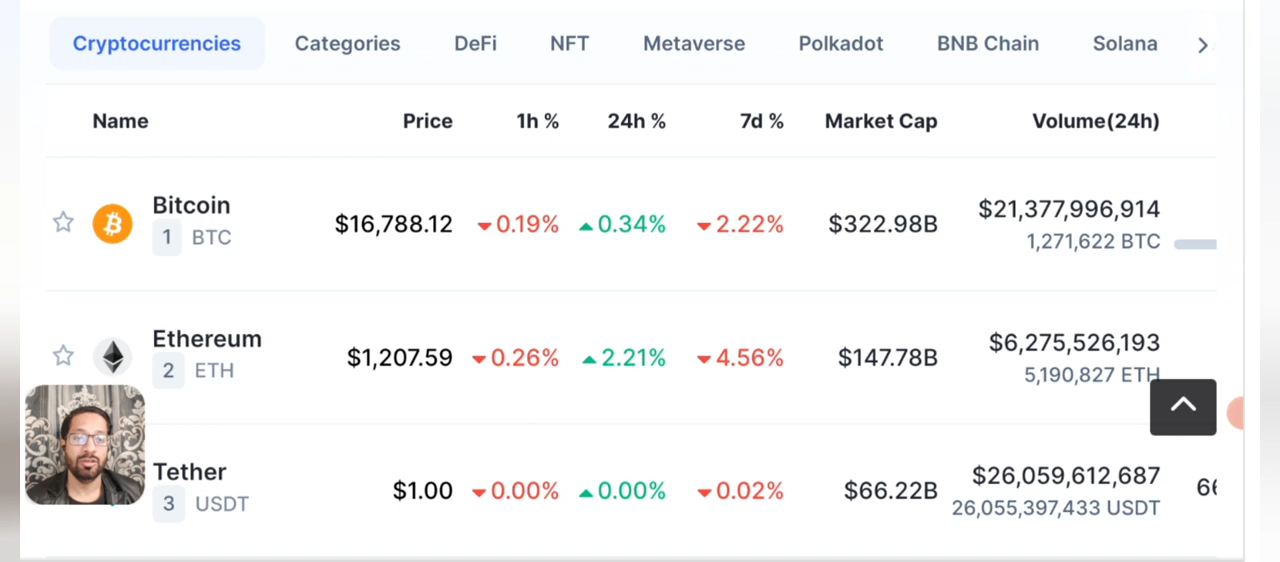 Cryptocurrencies Categories DeFi NFT Metaverse Polkadot BNB Chain Solana
Name Price 1h % 24h % 7d % Market Cap Volume(24h)
Bitcoin
1 BTC
$16,788.12 0.19% 0.34% 2.22% $322.98B
$21,377,996,914
1,271,622 BTC
Ethereum
2 ETH
$1,207.59 0.26% 2.21% 4.56% $147.78B
$6,275,526,193
5,190,827 ETH
Tether
3 USDT
$1.00 0.00% 0.00% 0.02% $66.22B
$26,059,612,687
26,055,397,433 USDT